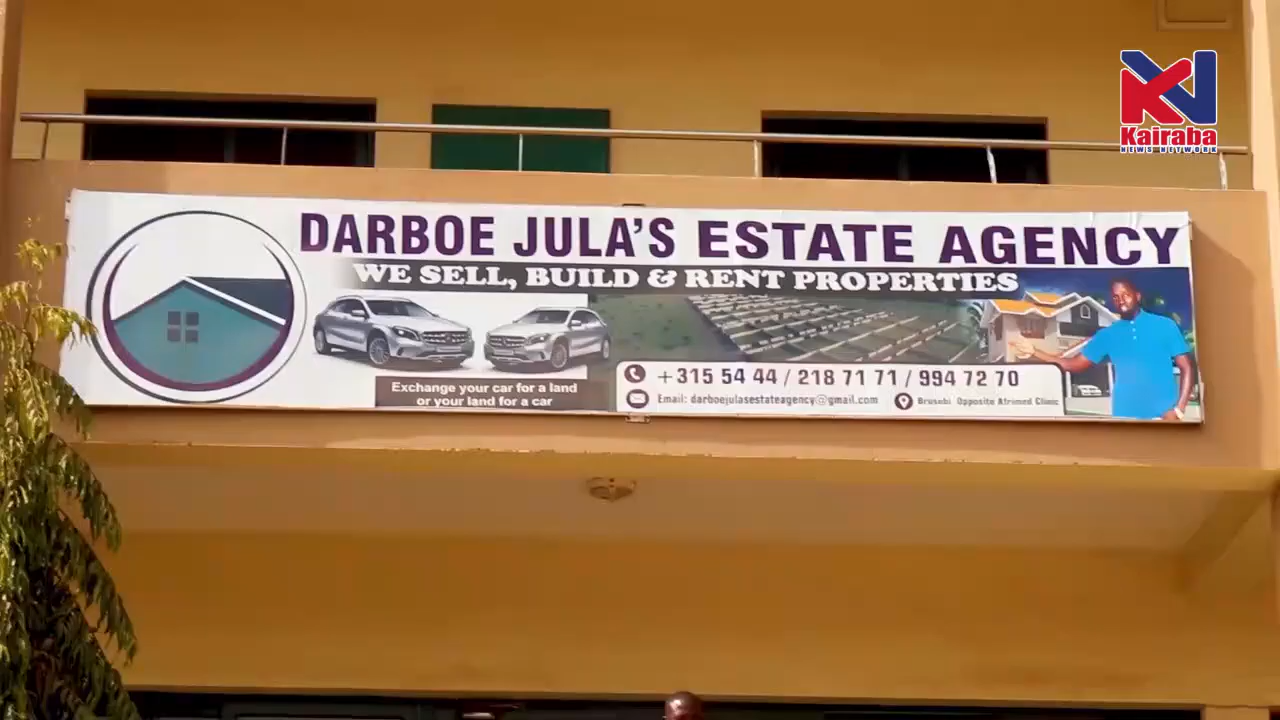 Kairaba
NEWS NETWORK
DARBOE JULA'S ESTATE AGENCY
WE SELL, BUILD & RENT PROPERTIES
Exchange your car for a land
or your land for a car
+315 54 44 / 218 71 71 / 994 72 70
Email: darboejulasestateagency@gmail.com
Brusubi Opposite Afrimed Clinic